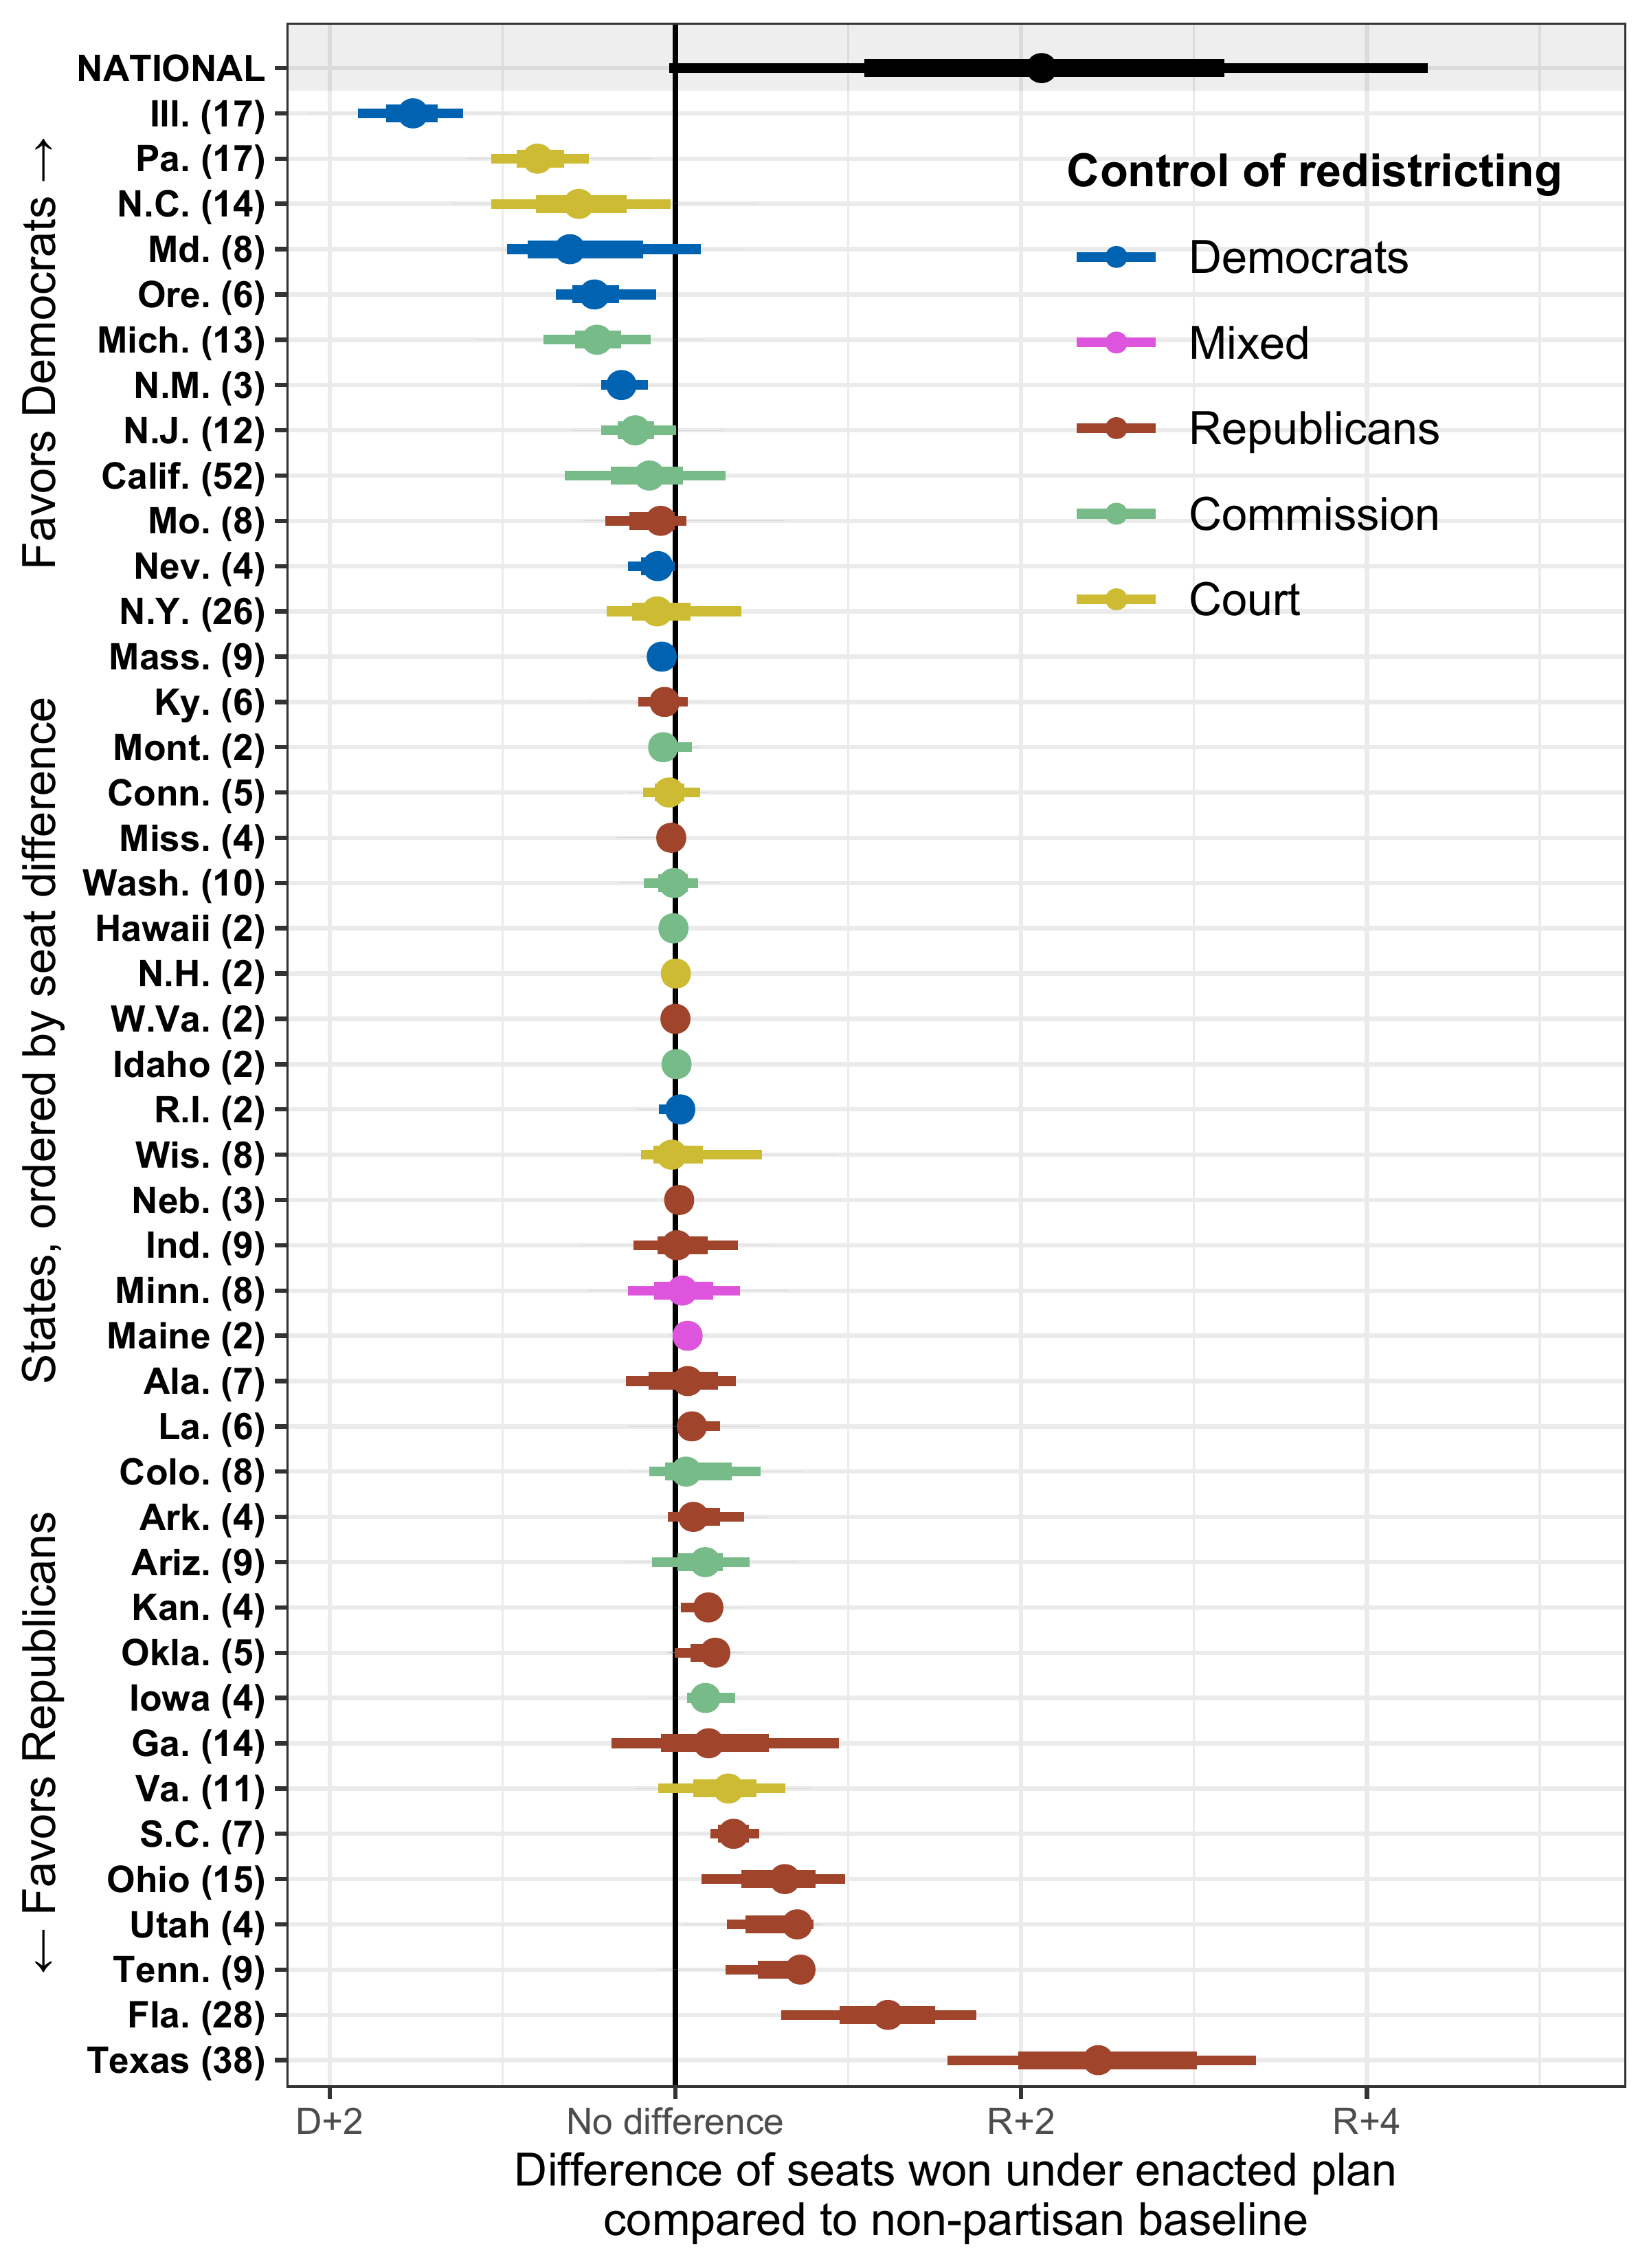 NATIONAL
Ill. (17)
Pa. (17)
N.C. (14)
Md. (8)
Ore. (6)
Mich. (13)
N.M. (3)
N.J. (12)
Calif. (52)
Mo. (8)
Nev. (4)
N.Y. (26)
Mass. (9)
Ky. (6)
Mont. (2)
Conn. (5)
Miss. (4)
Wash. (10)
Hawaii (2)
N.H. (2)
W.Va. (2)
Idaho (2)
R.I. (2)
Wis. (8)
Neb. (3)
Ind. (9)
Minn. (8)
Maine (2)
Ala. (7)
La. (6)
Colo. (8)
Ark. (4)
Ariz. (9)
Kan. (4)
Okla. (5)
Iowa (4)
Ga. (14)
Va. (11)
S.C. (7)
Ohio (15)
Utah (4)
Tenn. (9)
Fla. (28)
Texas (38)
← Favors Republicans States, ordered by seat difference Favors Democrats →
Control of redistricting
Democrats
Mixed
Republicans
Commission
Court
D+2 No difference R+2 R+4
Difference of seats won under enacted plan
compared to non-partisan baseline